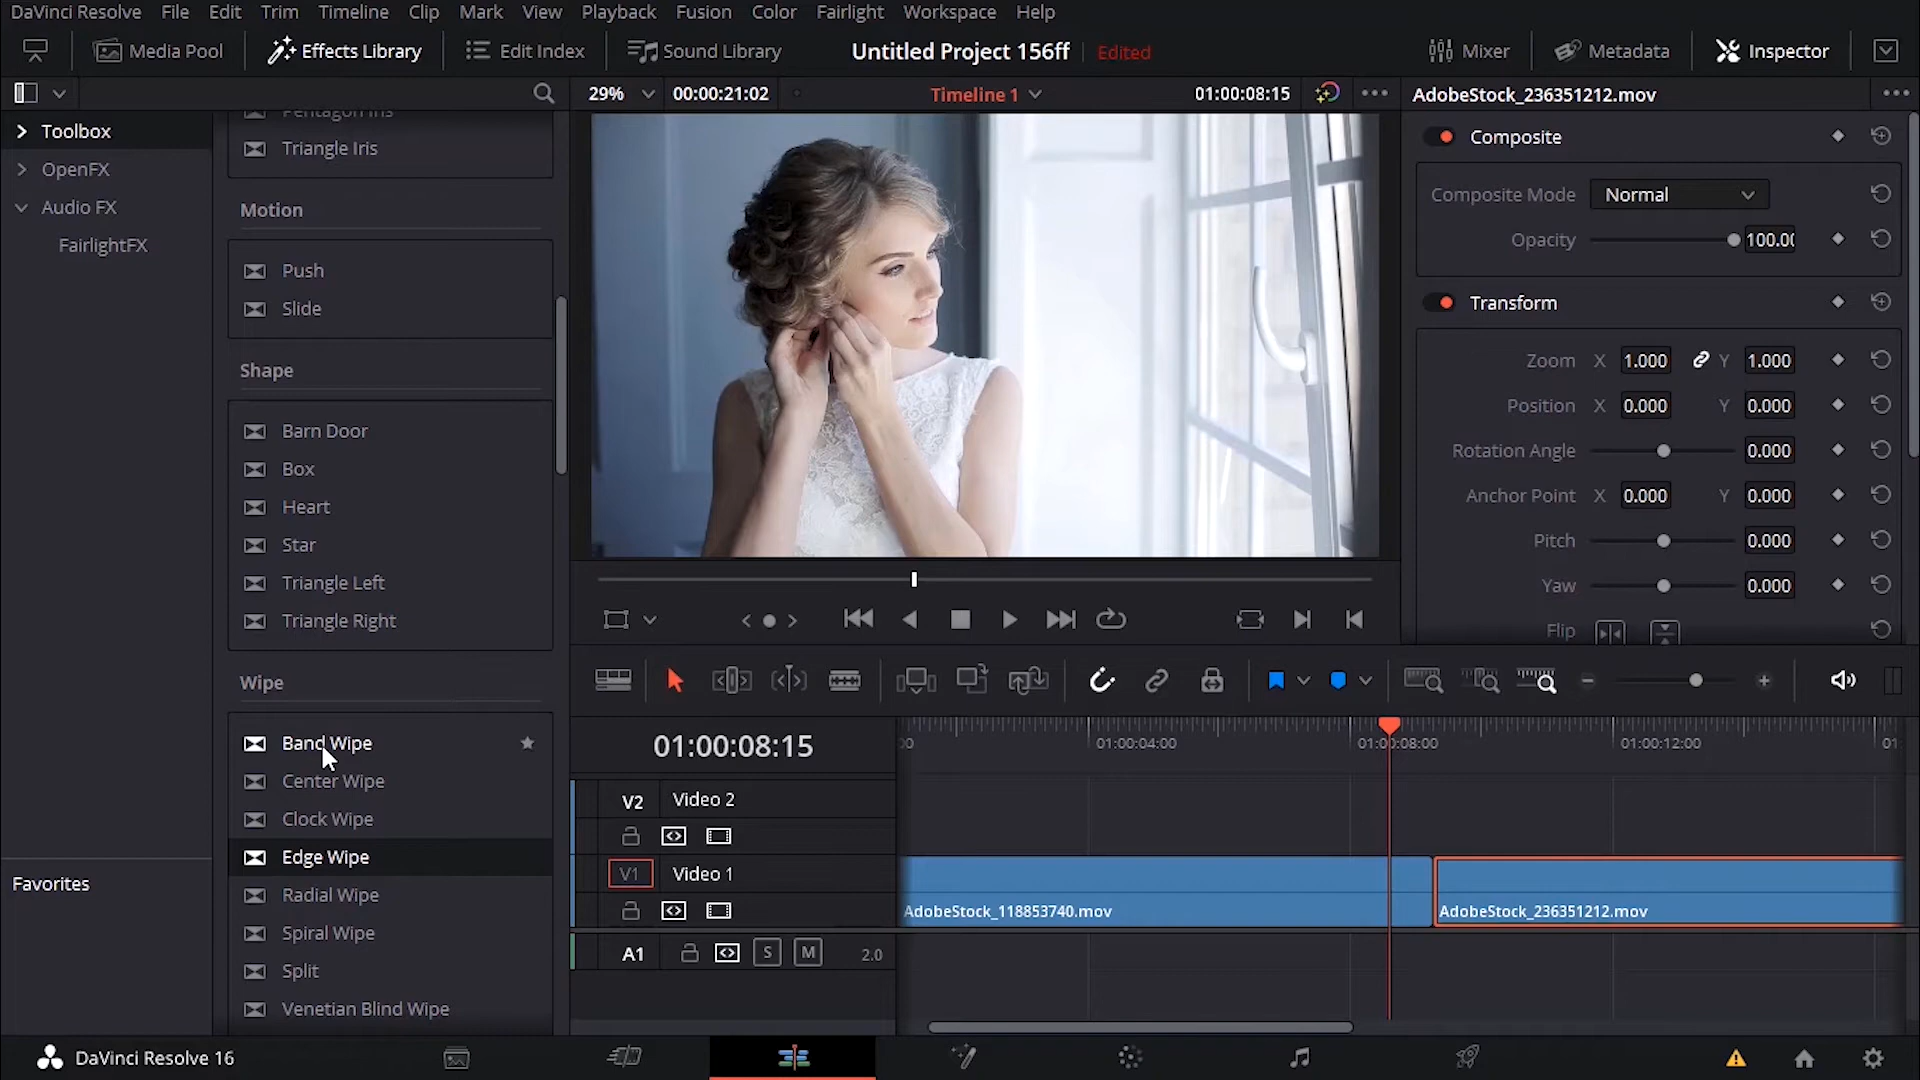 DaVinci Resolve File Edit Trim Timeline Clip Mark View Playback Fusion Color Fairlight Workspace Help
Media Pool Effects Library Edit Index Sound Library Untitled Project 156ff Edited Mixer Metadata Inspector
29% 00:00:21:02 Timeline 1 01:00:08:15 AdobeStock_236351212.mov
Toolbox
OpenFX
Audio FX
FairlightFX
Favorites
Pentagon Iris
Triangle Iris
Motion
Push
Slide
Shape
Barn Door
Box
Heart
Star
Triangle Left
Triangle Right
Wipe
Band Wipe
Center Wipe
Clock Wipe
Edge Wipe
Radial Wipe
Spiral Wipe
Split
Venetian Blind Wipe
Composite
Composite Mode Normal
Opacity 100.00
Transform
Zoom X 1.000 Y 1.000
Position X 0.000 Y 0.000
Rotation Angle 0.000
Anchor Point X 0.000 Y 0.000
Pitch 0.000
Yaw 0.000
Flip
01:00:08:15
01:00:04:00 01:00:08:00 01:00:12:00
V2 Video 2
V1 Video 1
AdobeStock_118853740.mov AdobeStock_236351212.mov
A1 S M 2.0
DaVinci Resolve 16